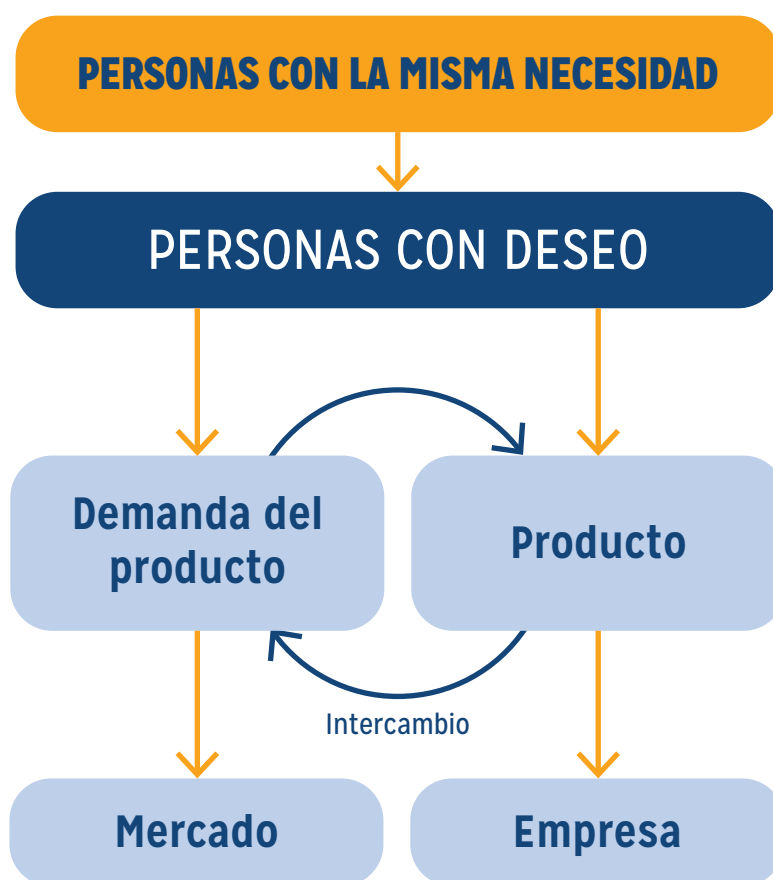 PERSONAS CON LA MISMA NECESIDAD
PERSONAS CON DESEO
Demanda del
producto
Producto
Intercambio
Mercado
Empresa